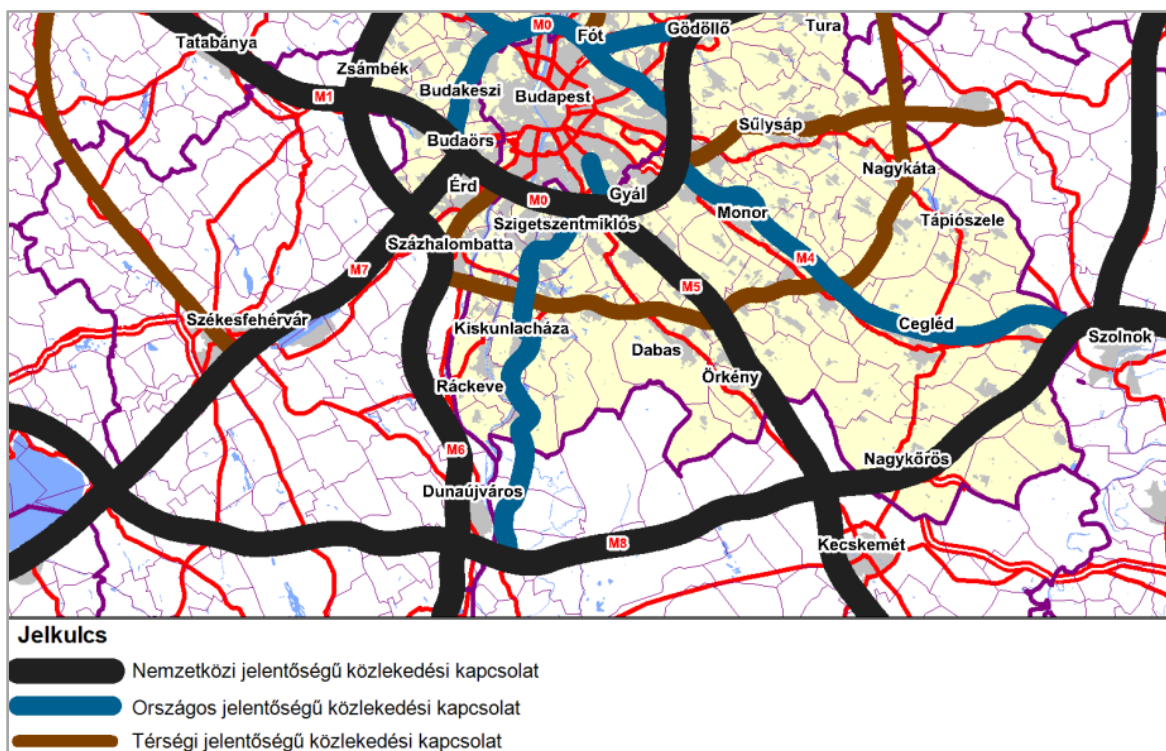 M0
Fót
Gödöllő
Tura
Tatabánya
Zsámbék
Budakeszi
Budapest
M1
Sűlysáp
Budaörs
Nagykáta
Érd
M0
Gyál
Monor
Tápiószele
Szigetszentmiklós
Százhalombatta
M7
M4
M5
Székesfehérvár
Kiskunlacháza
Cegléd
Szolnok
Dabas
Örkény
Ráckeve
M6
Nagykőrös
Dunaújváros
M8
Kecskemét
Jelkulcs
Nemzetközi jelentőségű közlekedési kapcsolat
Országos jelentőségű közlekedési kapcsolat
Térségi jelentőségű közlekedési kapcsolat